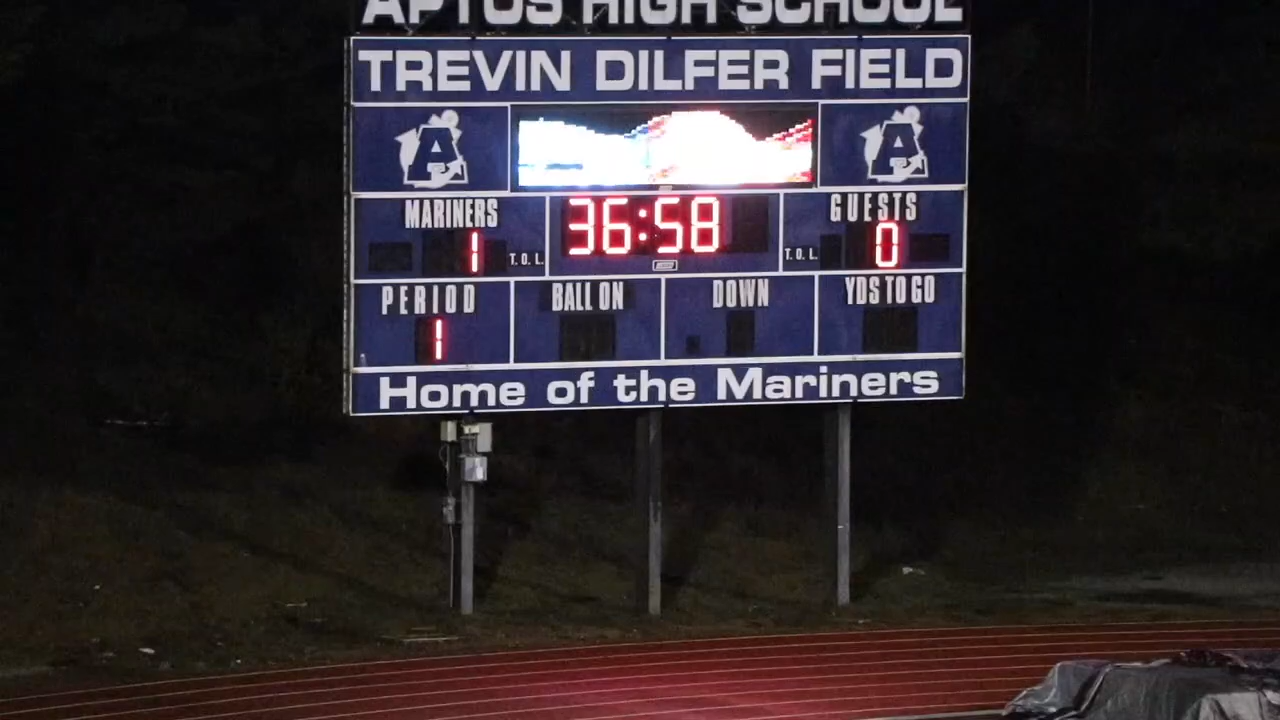 APTOS HIGH SCHOOL
TREVIN DILFER FIELD
A A
MARINERS 36:58 GUESTS
1 T.O.L. T.O.L. 0
PERIOD BALL ON DOWN YDS TO GO
1
Home of the Mariners